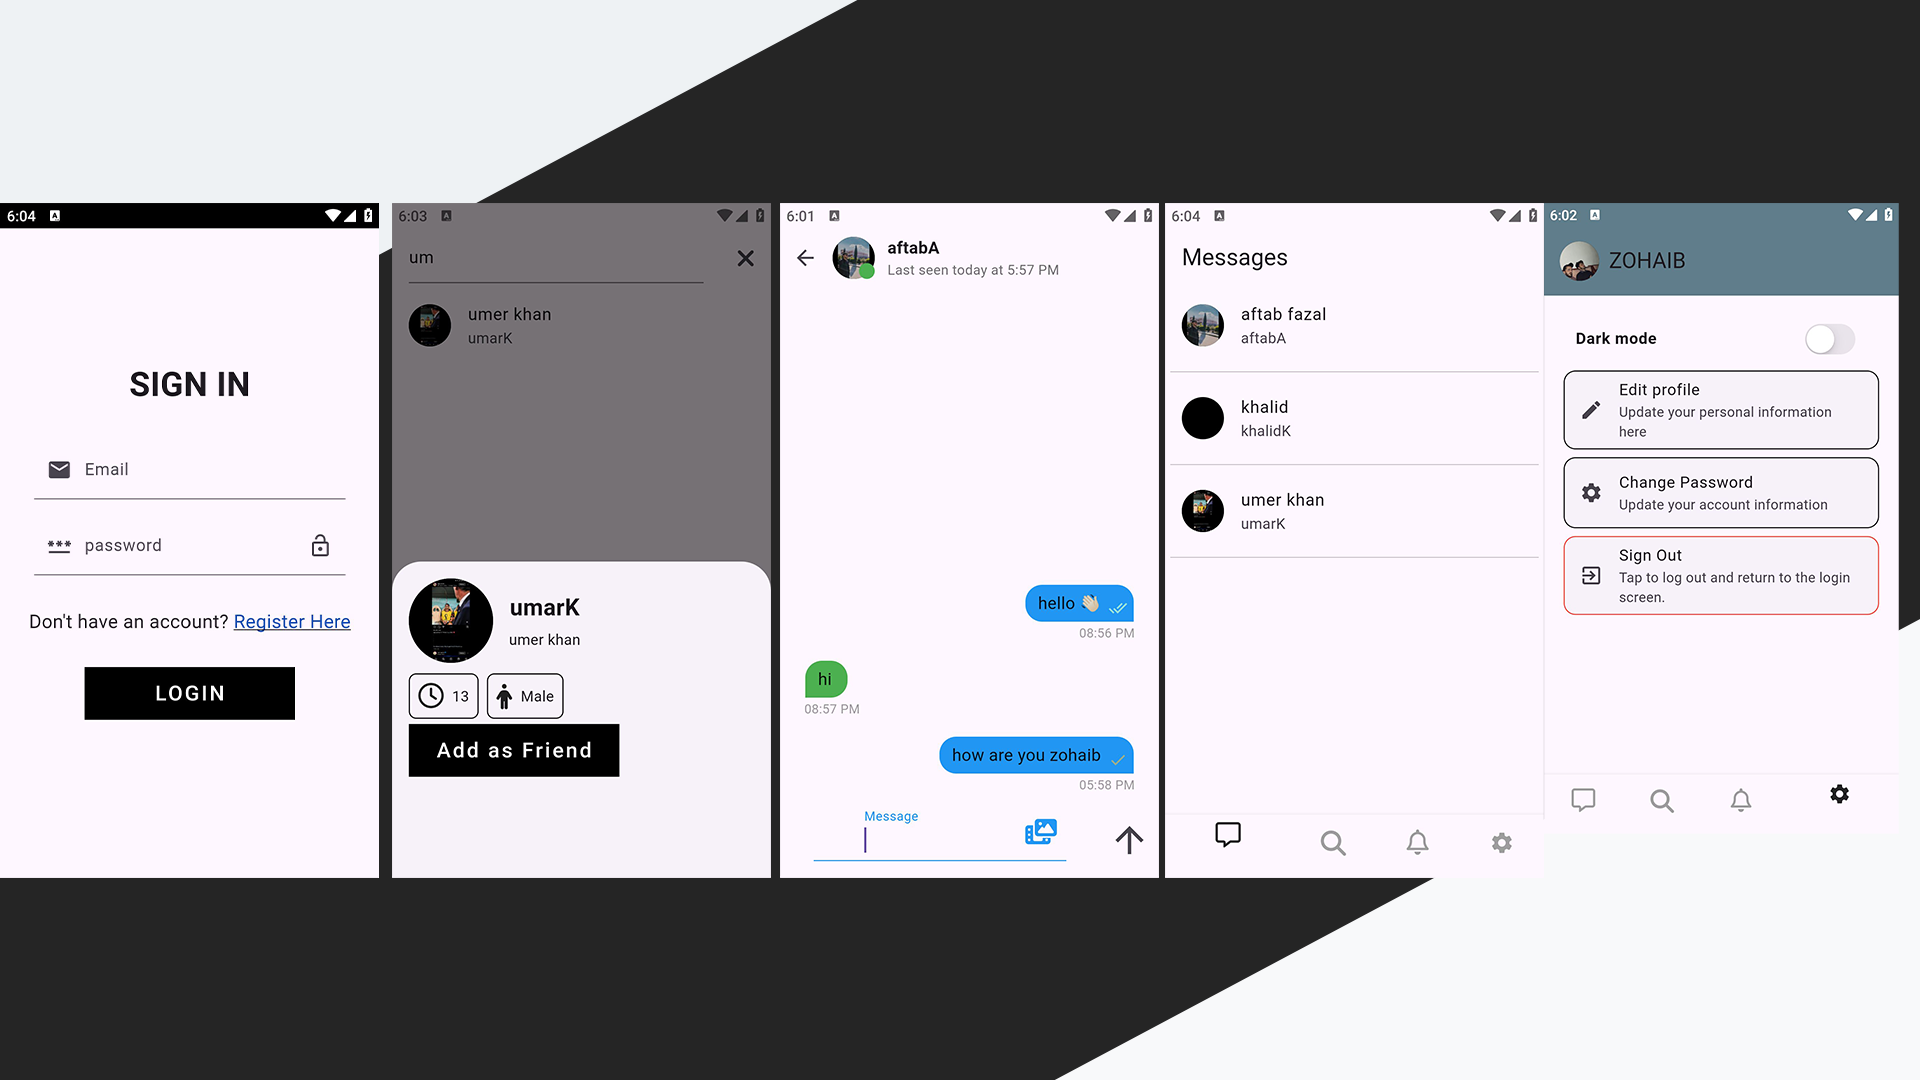 6:04
SIGN IN
Email
password
Don't have an account? Register Here
LOGIN
6:03
um
umer khan
umarK
umarK
umer khan
13
Male
Add as Friend
6:01
aftabA
Last seen today at 5:57 PM
hello 👋🏻
08:56 PM
hi
08:57 PM
how are you zohaib
05:58 PM
Message
6:04
Messages
aftab fazal
aftabA
khalid
khalidK
umer khan
umarK
6:02
ZOHAIB
Dark mode
Edit profile
Update your personal information
here
Change Password
Update your account information
Sign Out
Tap to log out and return to the login
screen.